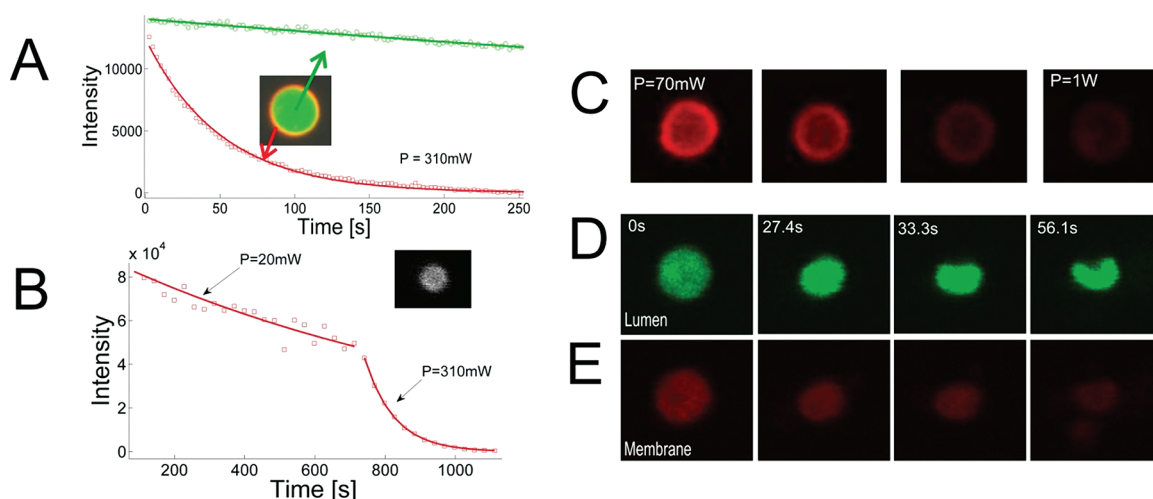 A
Intensity
10000
5000
0
P = 310mW
0 50 100 150 200 250
Time [s]
B
x 10^4
Intensity
8
6
4
2
0
P=20mW
P=310mW
200 400 600 800 1000
Time [s]
C
P=70mW
P=1W
D
0s
27.4s
33.3s
56.1s
Lumen
E
Membrane